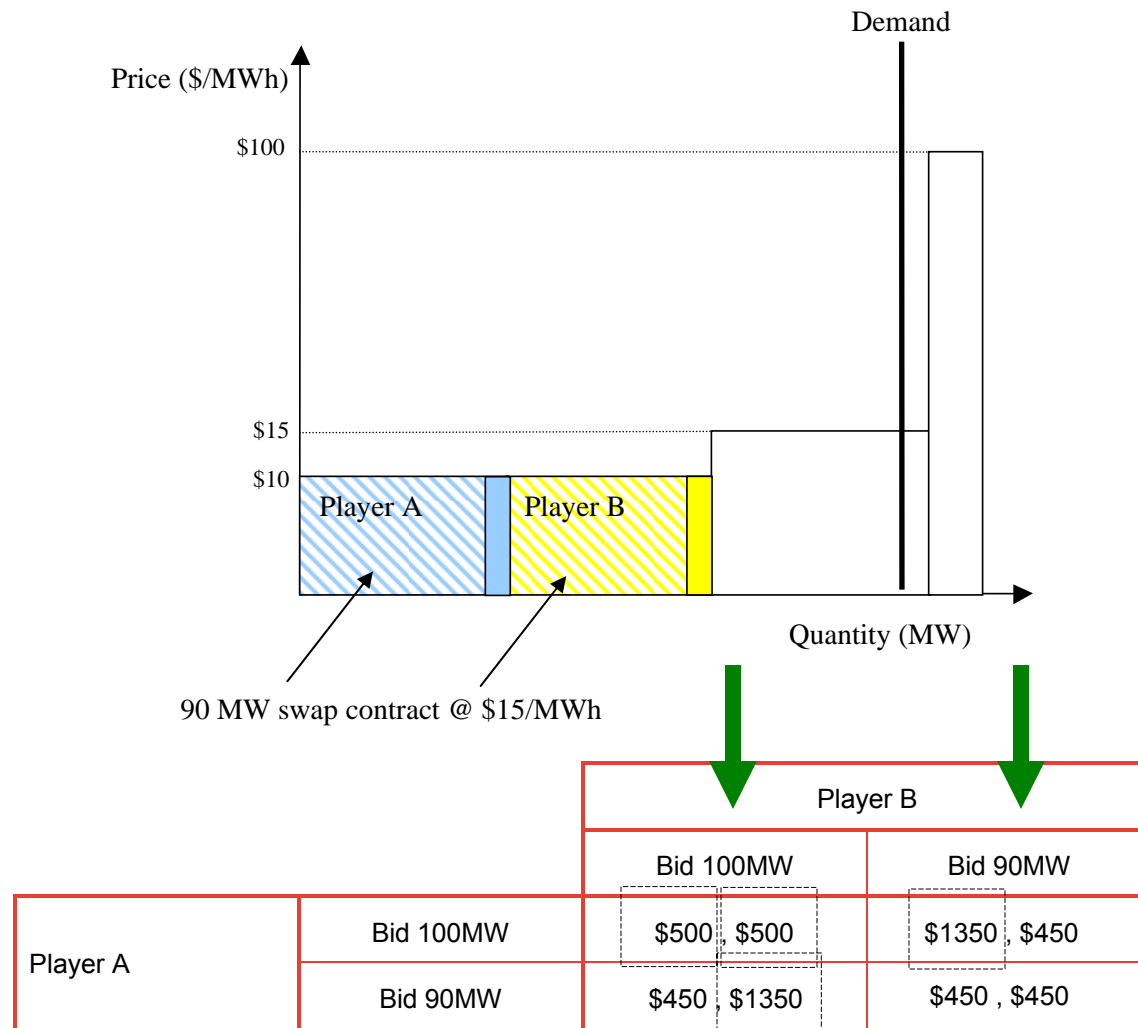 Demand
Price ($/MWh)
$100
$15
$10
Player A
Player B
Quantity (MW)
90 MW swap contract @ $15/MWh
Player B
Bid 100MW
Bid 90MW
Player A
Bid 100MW
$500 , $500
$1350 , $450
Bid 90MW
$450 , $1350
$450 , $450